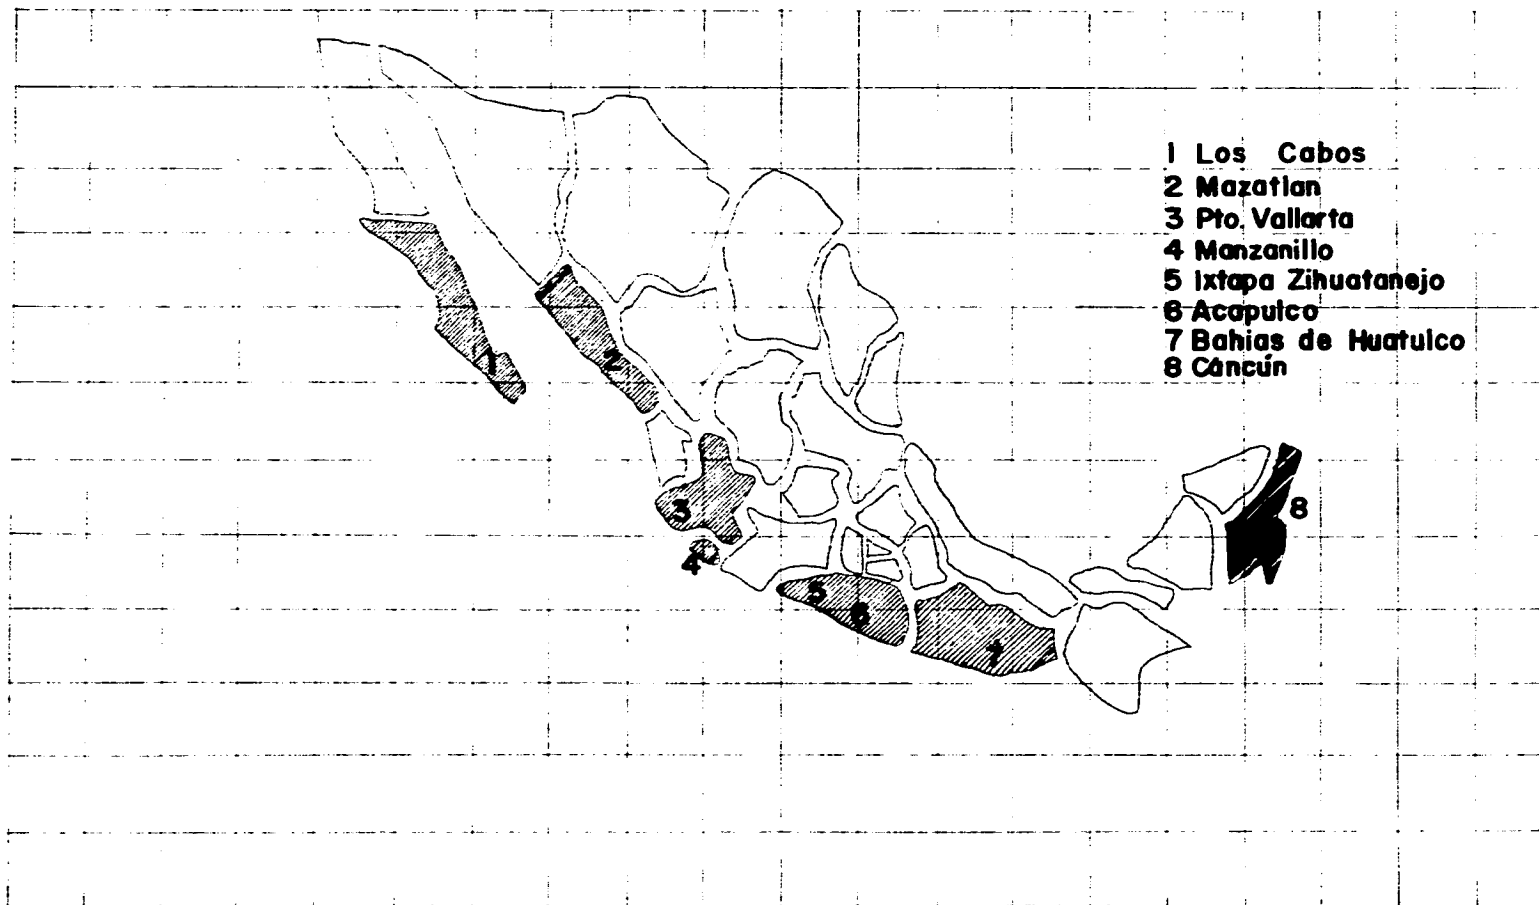 1 Los Cabos
2 Mazatlan
3 Pto. Vallarta
4 Manzanillo
5 Ixtapa Zihuatanejo
6 Acapulco
7 Bahias de Huatulco
8 Cáncún
1
2
3
8
4
5
6
7